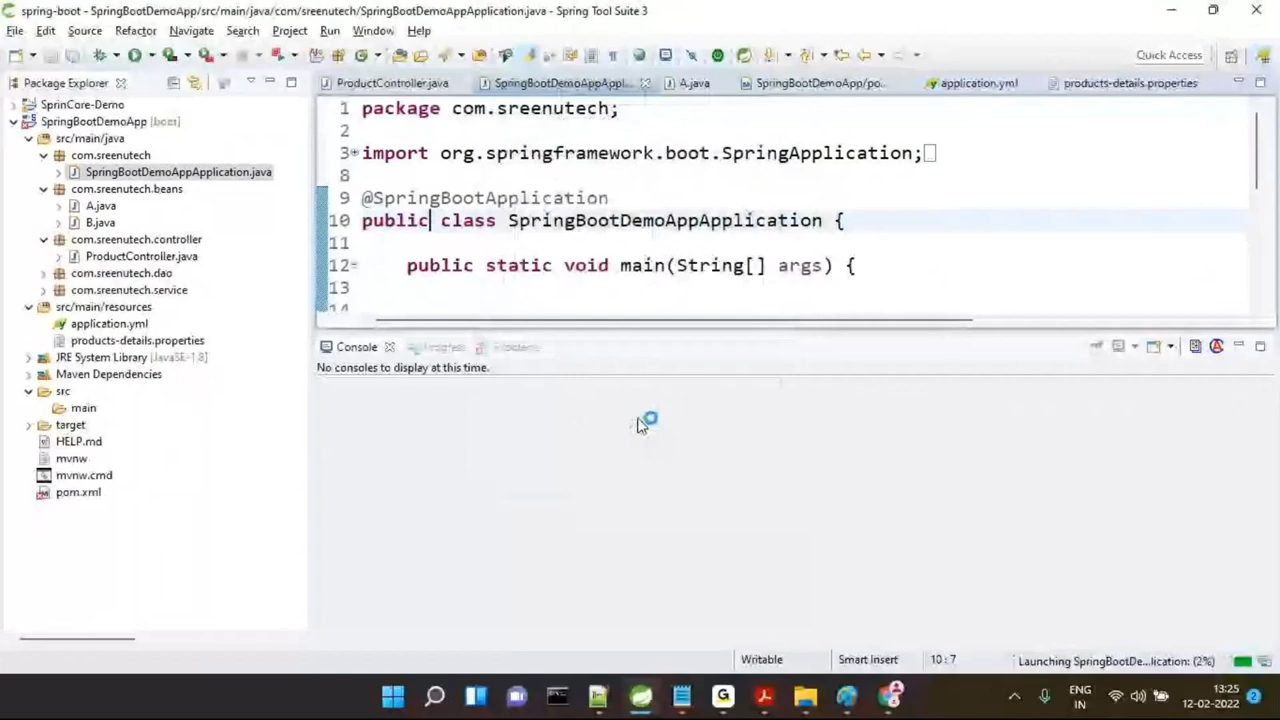 spring-boot - SpringBootDemoApp/src/main/java/com/sreenutech/SpringBootDemoAppApplication.java - Spring Tool Suite 3
File Edit Source Refactor Navigate Search Project Run Window Help
Quick Access
Package Explorer
ProductController.java
SpringBootDemoAppAppl...
A.java
SpringBootDemoApp/po...
application.yml
products-details.properties
SprinCore-Demo
SpringBootDemoApp [boot]
src/main/java
com.sreenutech
SpringBootDemoAppApplication.java
com.sreenutech.beans
A.java
B.java
com.sreenutech.controller
ProductController.java
com.sreenutech.dao
com.sreenutech.service
src/main/resources
application.yml
products-details.properties
JRE System Library [JavaSE-1.8]
Maven Dependencies
src
main
target
HELP.md
mvnw
mvnw.cmd
pom.xml
1 package com.sreenutech;
2
3 import org.springframework.boot.SpringApplication;
8
9 @SpringBootApplication
10 public class SpringBootDemoAppApplication {
11
12 public static void main(String[] args) {
13
14
Console Progress Problems
No consoles to display at this time.
Writable Smart Insert 10:7 Launching SpringBootDe...lication: (2%)
ENG
IN
13:25
12-02-2022
2